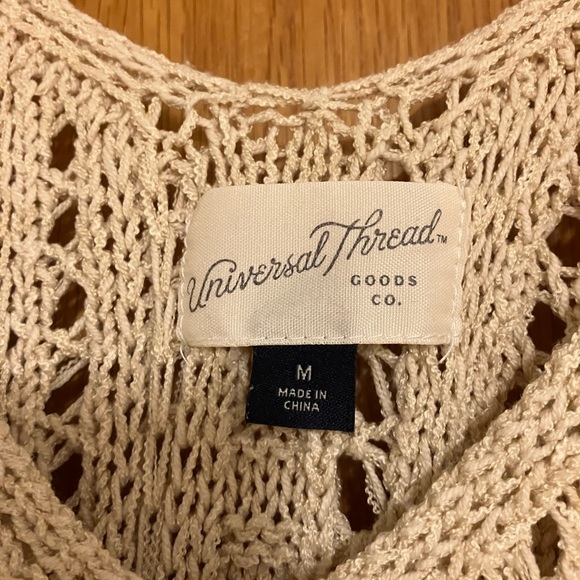 Universal Thread™
GOODS
CO.
M
MADE IN
CHINA